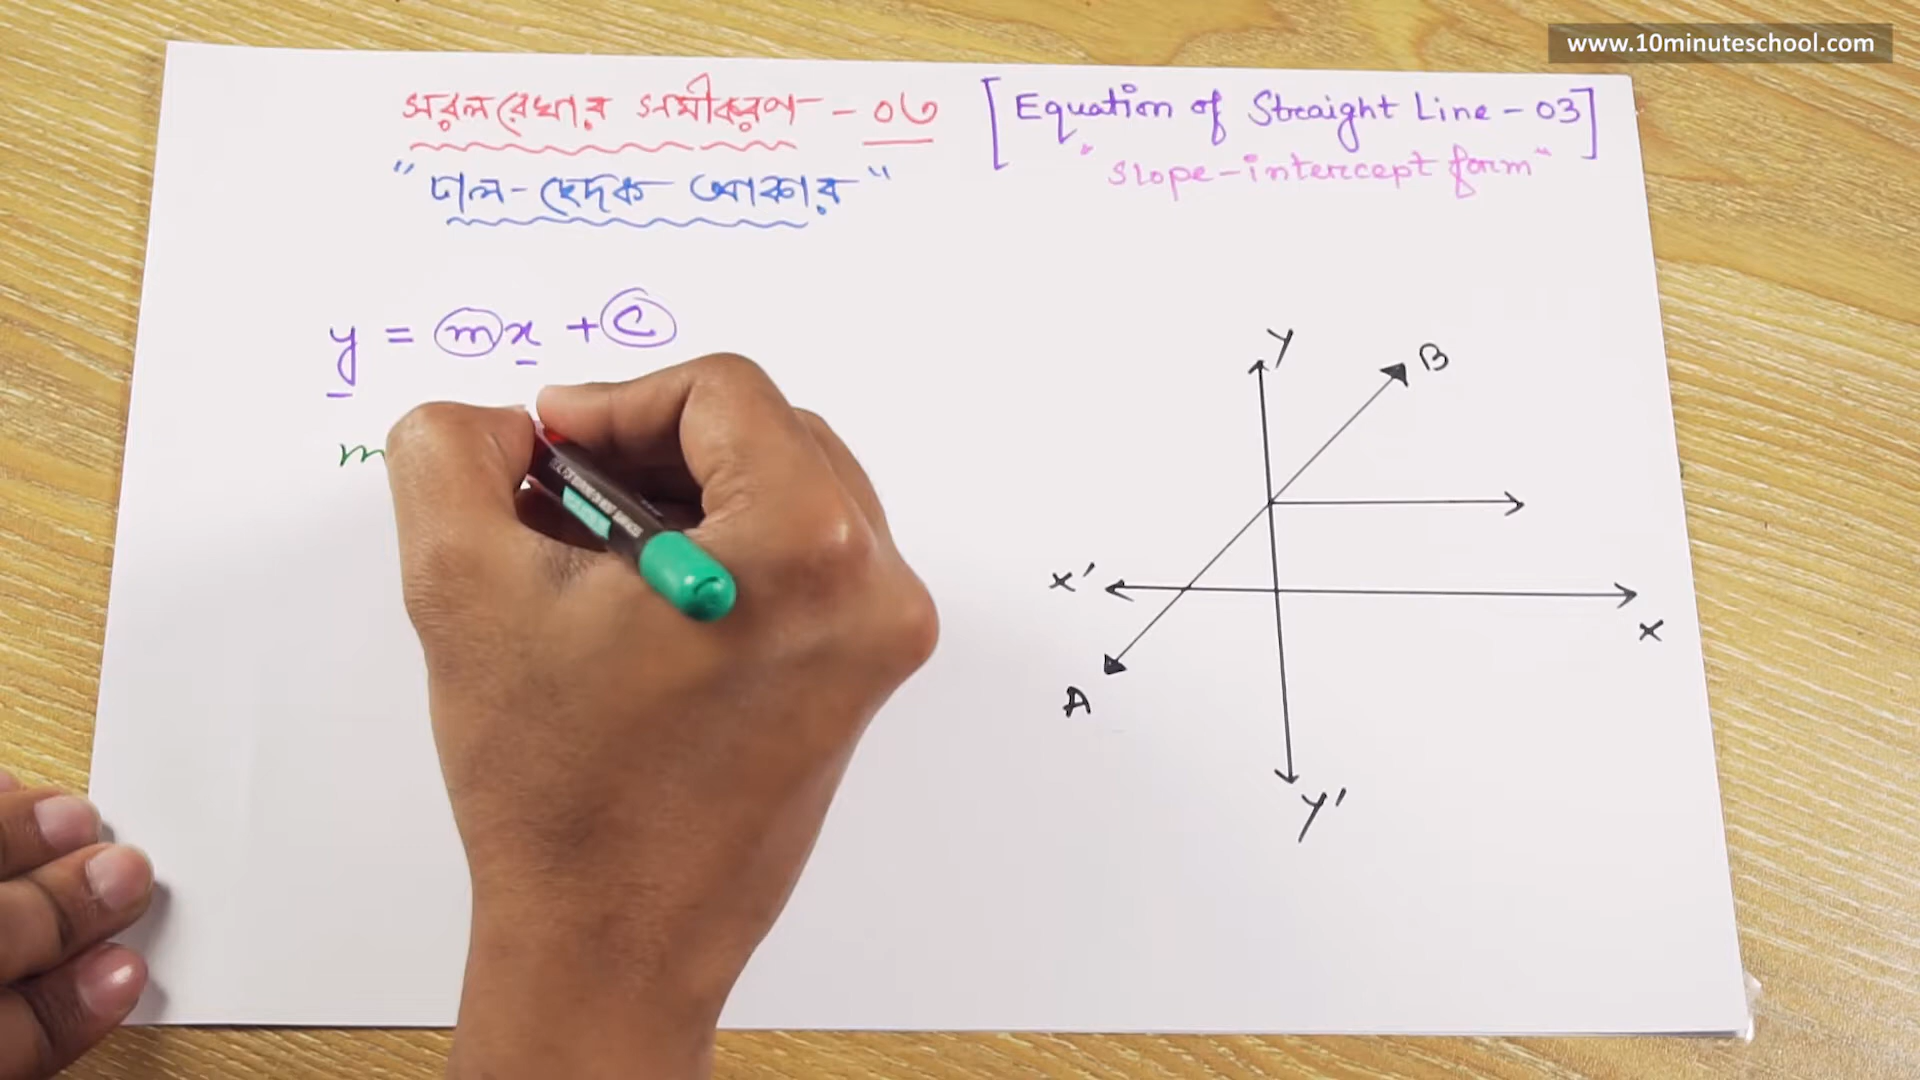 www.10minuteschool.com
সরলরেখার সমীকরণ - ০৩ [Equation of Straight Line - 03]
"ঢাল-ছেদক আকার" "slope-intercept form"
y = mx + c
m
Y
B
X'
X
A
Y'